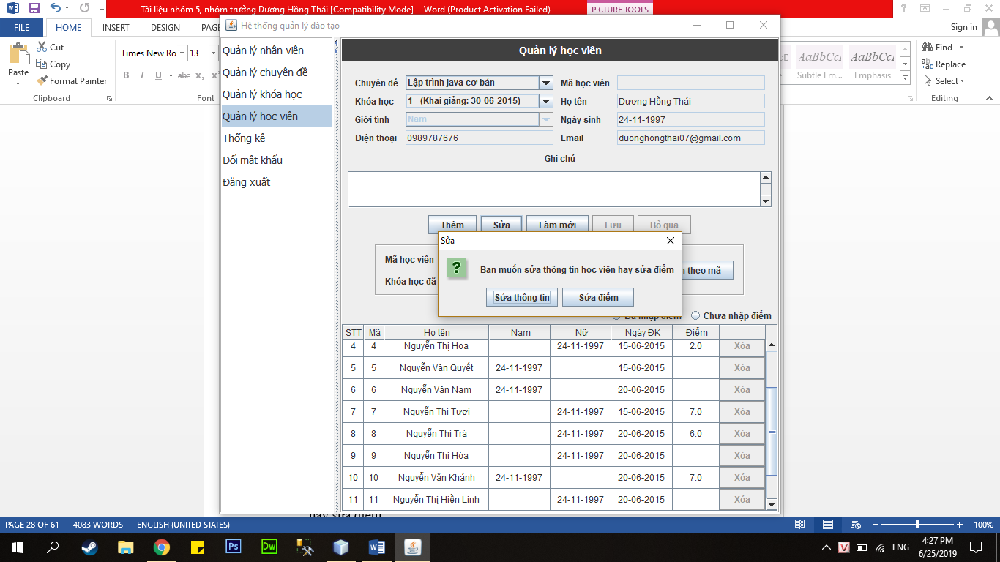 Tài liệu nhóm 5, nhóm trưởng Dương Hồng Thái [Compatibility Mode] - Word (Product Activation Failed)
PICTURE TOOLS
FILE HOME INSERT DESIGN PAG
Sign in
Hệ thống quản lý đào tạo
Paste
Cut
Copy
Format Painter
Clipboard
Times New Ro 13
B I U abc x₂
Font
AaBbCcI AaBbCcI
Subtle Em... Emphasis
Find
Replace
Select
Editing
Quản lý nhân viên
Quản lý chuyên đề
Quản lý khóa học
Quản lý học viên
Thống kê
Đổi mật khẩu
Đăng xuất
Quản lý học viên
Chuyên đề Lập trình java cơ bản Mã học viên
Khóa học 1 - (Khai giảng: 30-06-2015) Họ tên Dương Hồng Thái
Giới tính Nam Ngày sinh 24-11-1997
Điện thoại 0989787676 Email duonghongthai07@gmail.com
Ghi chú
Thêm Sửa Làm mới Lưu Bỏ qua
Mã học viên
Khóa học đã
theo mã
Sửa
Bạn muốn sửa thông tin học viên hay sửa điểm
Sửa thông tin Sửa điểm
Đã nhập điểm Chưa nhập điểm
STT Mã Họ tên Nam Nữ Ngày ĐK Điểm
4 4 Nguyễn Thị Hoa 24-11-1997 15-06-2015 2.0 Xóa
5 5 Nguyễn Văn Quyết 24-11-1997 15-06-2015 Xóa
6 6 Nguyễn Văn Nam 24-11-1997 20-06-2015 Xóa
7 7 Nguyễn Thị Tươi 24-11-1997 15-06-2015 7.0 Xóa
8 8 Nguyễn Thị Trà 24-11-1997 20-06-2015 6.0 Xóa
9 9 Nguyễn Thị Hòa 24-11-1997 20-06-2015 Xóa
10 10 Nguyễn Văn Khánh 24-11-1997 20-06-2015 7.0 Xóa
11 11 Nguyễn Thị Hiền Linh 24-11-1997 20-06-2015 Xóa
hay sửa điểm
PAGE 28 OF 61 4083 WORDS ENGLISH (UNITED STATES)
100%
Ps Dw
ENG
4:27 PM
6/25/2019